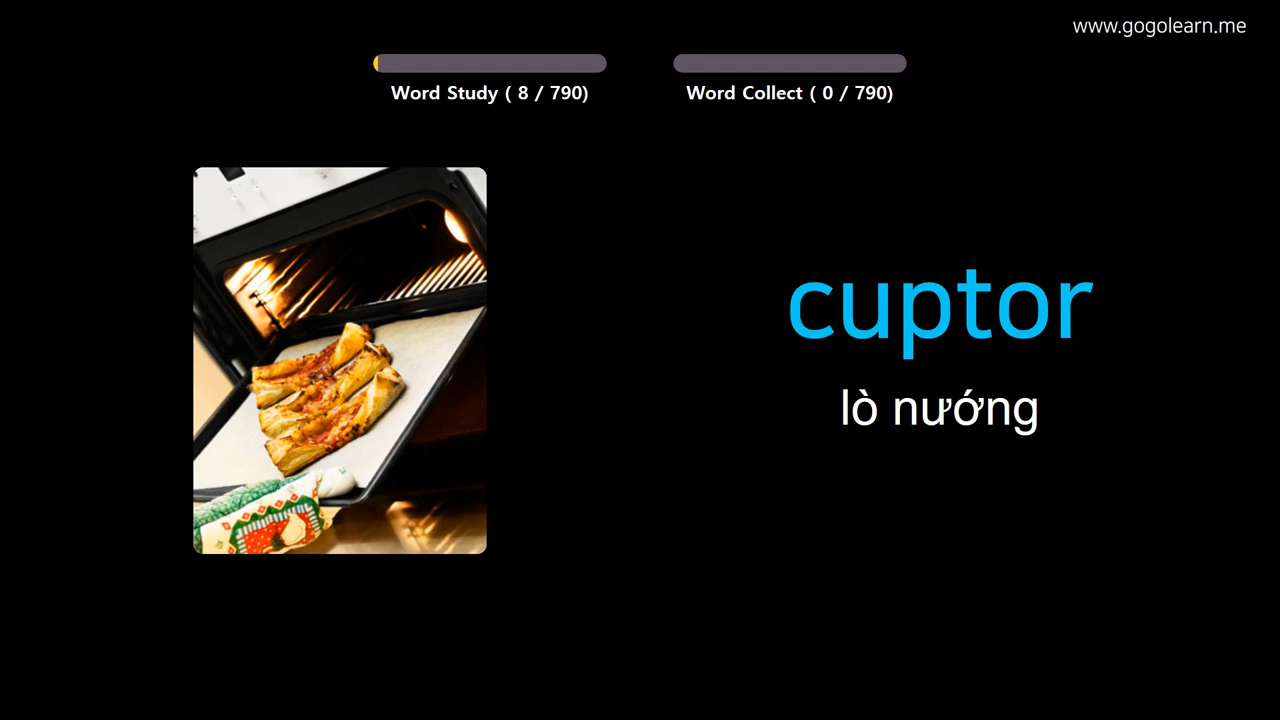 www.gogolearn.me
Word Study ( 8 / 790)
Word Collect ( 0 / 790)
cuptor
lò nướng